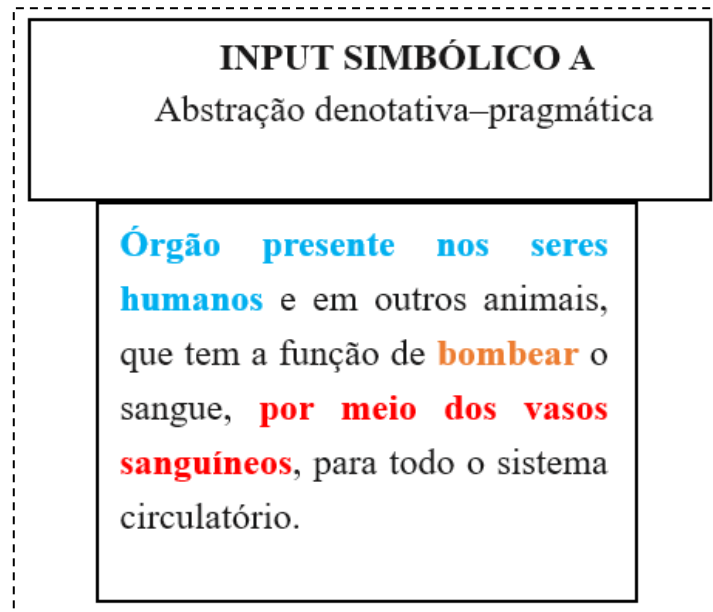 INPUT SIMBÓLICO A
Abstração denotativa–pragmática
Órgão presente nos seres
humanos e em outros animais,
que tem a função de bombear o
sangue, por meio dos vasos
sanguíneos, para todo o sistema
circulatório.